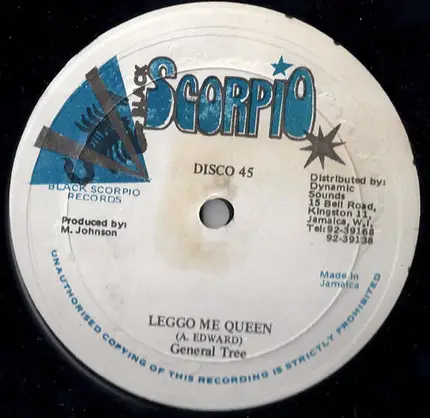 BLACK
SCORPIO
BLACK SCORPIO
RECORDS
DISCO 45
Distributed by:
Dynamic
Sounds
15 Bell Road,
Kingston 11,
Jamaica, W.I.
Tel: 92-39168
92-39138
Produced by:
M. Johnson
Made in
Jamaica
LEGGO ME QUEEN
(A. EDWARD)
General Tree
UNAUTHORISED COPYING OF THIS RECORDING IS STRICTLY PROHIBITED